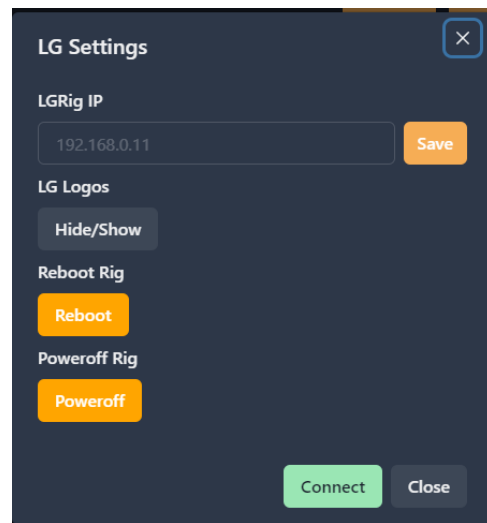 LG Settings
LGRig IP
192.168.0.11 Save
LG Logos
Hide/Show
Reboot Rig
Reboot
Poweroff Rig
Poweroff
Connect Close